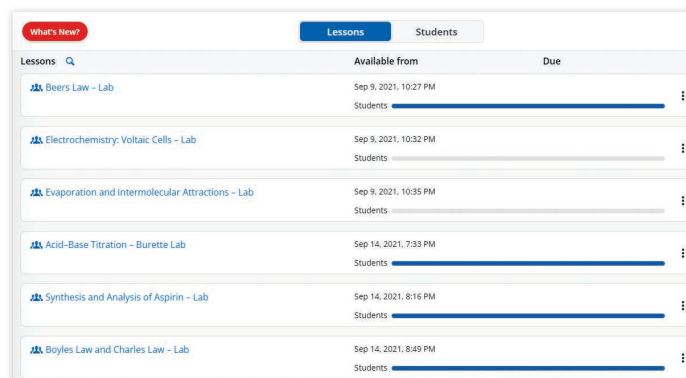 What's New?
Lessons Students
Lessons Available from Due
Beers Law – Lab Sep 9, 2021, 10:27 PM
Students
Electrochemistry: Voltaic Cells – Lab Sep 9, 2021, 10:32 PM
Students
Evaporation and Intermolecular Attractions – Lab Sep 9, 2021, 10:35 PM
Students
Acid–Base Titration – Burette Lab Sep 14, 2021, 7:33 PM
Students
Synthesis and Analysis of Aspirin – Lab Sep 14, 2021, 8:16 PM
Students
Boyles Law and Charles Law – Lab Sep 14, 2021, 8:49 PM
Students